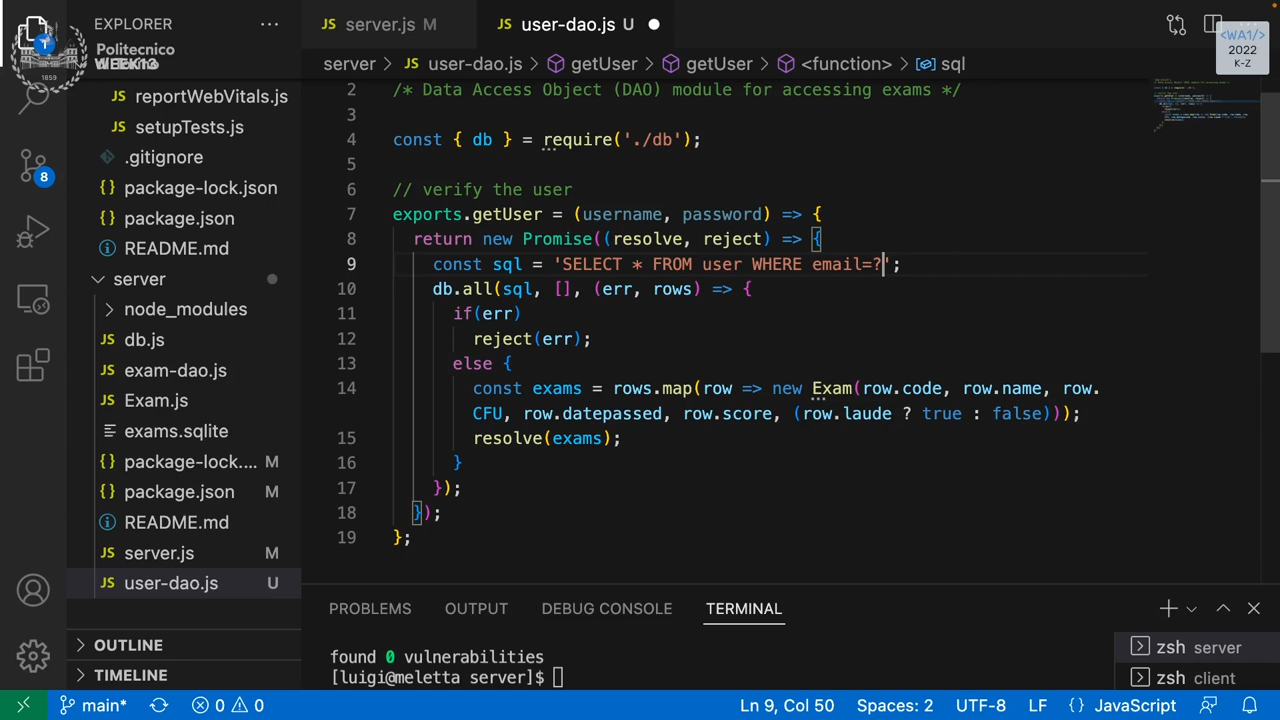 EXPLORER
server.js M
user-dao.js U
<WA1/>
2022
K-Z
Politecnico
1859
server
user-dao.js
getUser
getUser
<function>
sql
reportWebVitals.js
setupTests.js
.gitignore
package-lock.json
package.json
README.md
server
node_modules
db.js
exam-dao.js
Exam.js
exams.sqlite
package-lock.... M
package.json M
README.md
server.js M
user-dao.js U
OUTLINE
TIMELINE
8
2 /* Data Access Object (DAO) module for accessing exams */
3
4 const { db } = require('./db');
5
6 // verify the user
7 exports.getUser = (username, password) => {
8 return new Promise((resolve, reject) => {
9 const sql = 'SELECT * FROM user WHERE email=?';
10 db.all(sql, [], (err, rows) => {
11 if(err)
12 reject(err);
13 else {
14 const exams = rows.map(row => new Exam(row.code, row.name, row.
CFU, row.datepassed, row.score, (row.laude ? true : false)));
15 resolve(exams);
16 }
17 });
18 });
19 };
PROBLEMS OUTPUT DEBUG CONSOLE TERMINAL
found 0 vulnerabilities
[luigi@meletta server]$
zsh server
zsh client
main* 0 0 Ln 9, Col 50 Spaces: 2 UTF-8 LF {} JavaScript